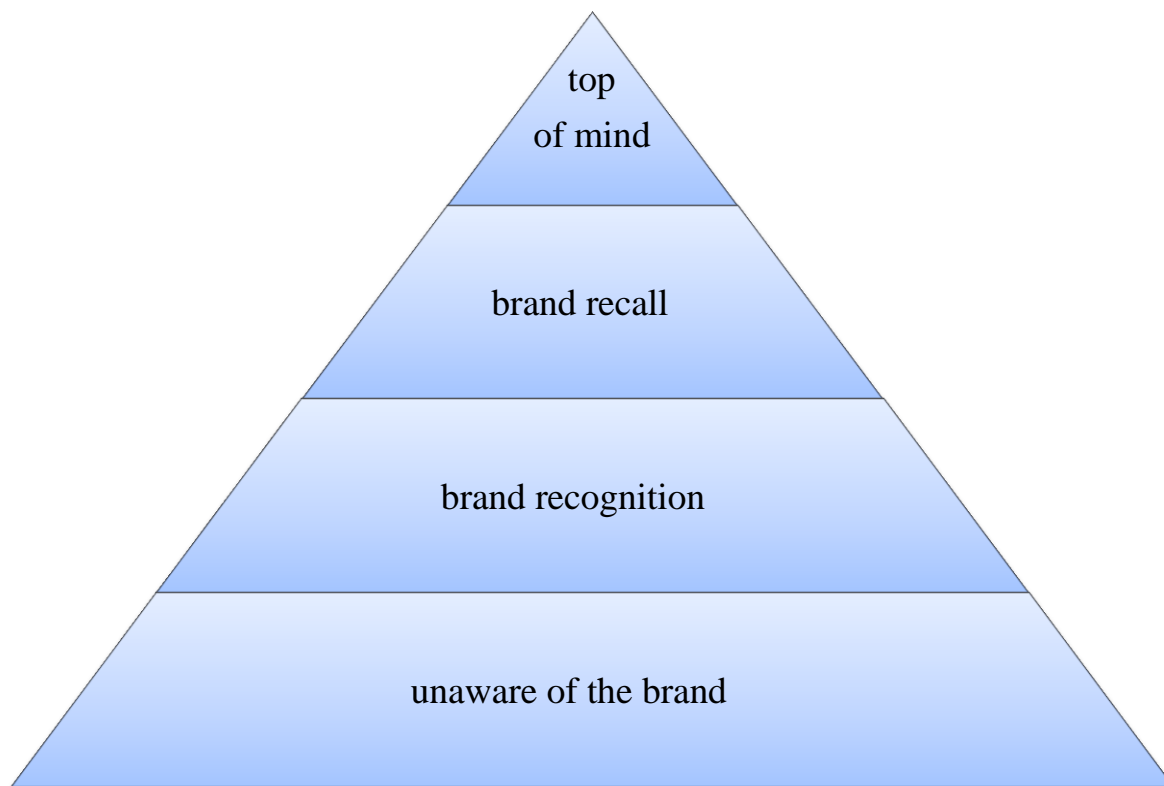 top
of mind
brand recall
brand recognition
unaware of the brand